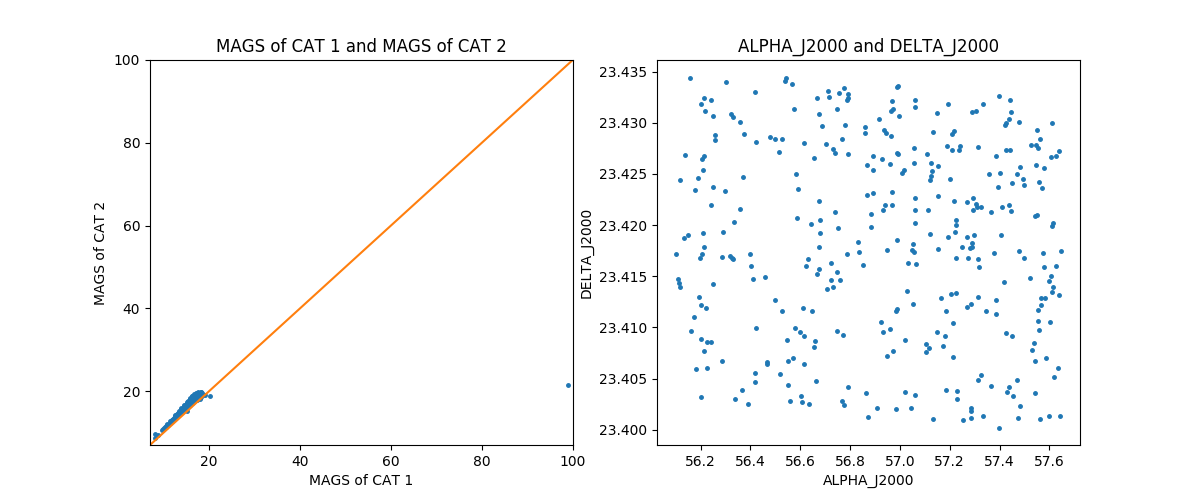 MAGS of CAT 1 and MAGS of CAT 2
100
80
60
40
20
MAGS of CAT 2
20 40 60 80 100
MAGS of CAT 1
ALPHA_J2000 and DELTA_J2000
23.435
23.430
23.425
23.420
23.415
23.410
23.405
23.400
DELTA_J2000
56.2 56.4 56.6 56.8 57.0 57.2 57.4 57.6
ALPHA_J2000